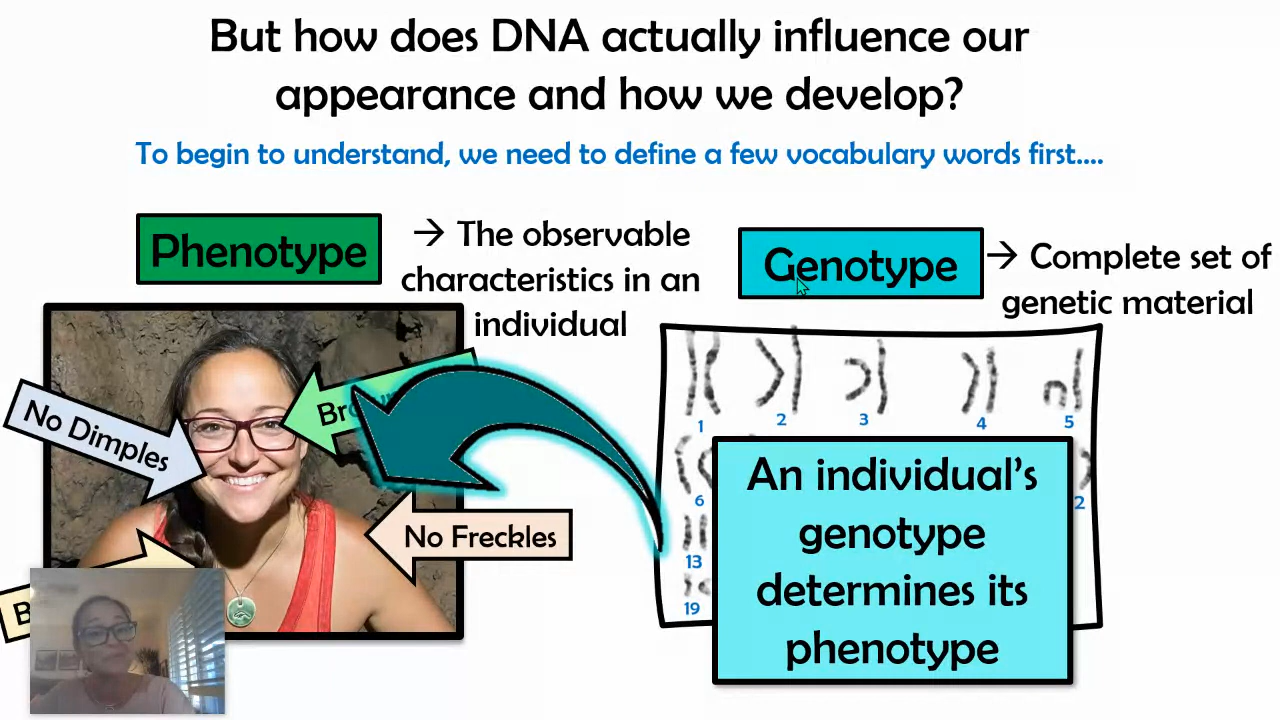 But how does DNA actually influence our
appearance and how we develop?
To begin to understand, we need to define a few vocabulary words first....
Phenotype
→ The observable
characteristics in an
individual
Genotype
→ Complete set of
genetic material
No Dimples
No Freckles
1
2
3
4
5
6
2
13
19
An individual's
genotype
determines its
phenotype